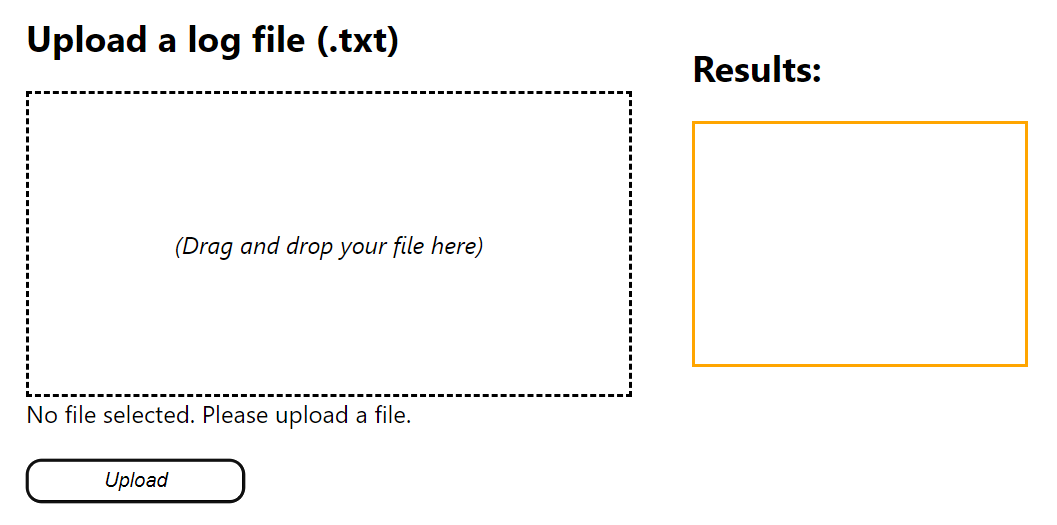 Upload a log file (.txt)
(Drag and drop your file here)
No file selected. Please upload a file.
Upload
Results: